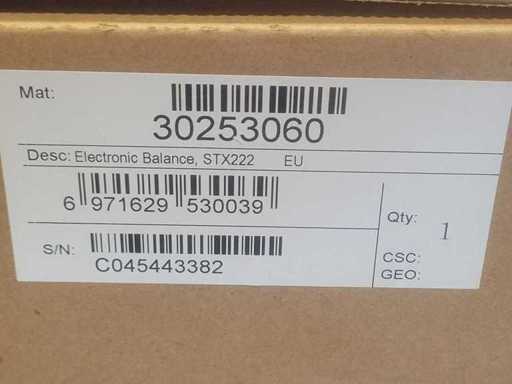 Mat:
30253060
Desc: Electronic Balance, STX222 EU
6 971629 530039
Qty: 1
S/N:
C045443382
CSC:
GEO: